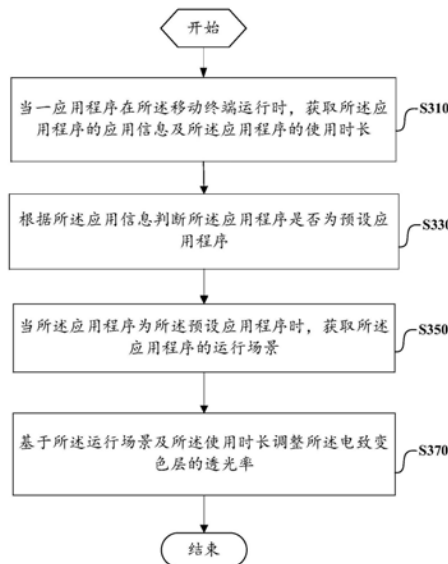 开始
当一应用程序在所述移动终端运行时，获取所述
应用程序的应用信息及所述应用程序的使用时长
S310
根据所述应用信息判断所述应用程序是否为预设应
用程序
S330
当所述应用程序为所述预设应用程序时，获取所述
应用程序的运行场景
S350
基于所述运行场景及所述使用时长调整所述电致变
色层的透光率
S370
结束